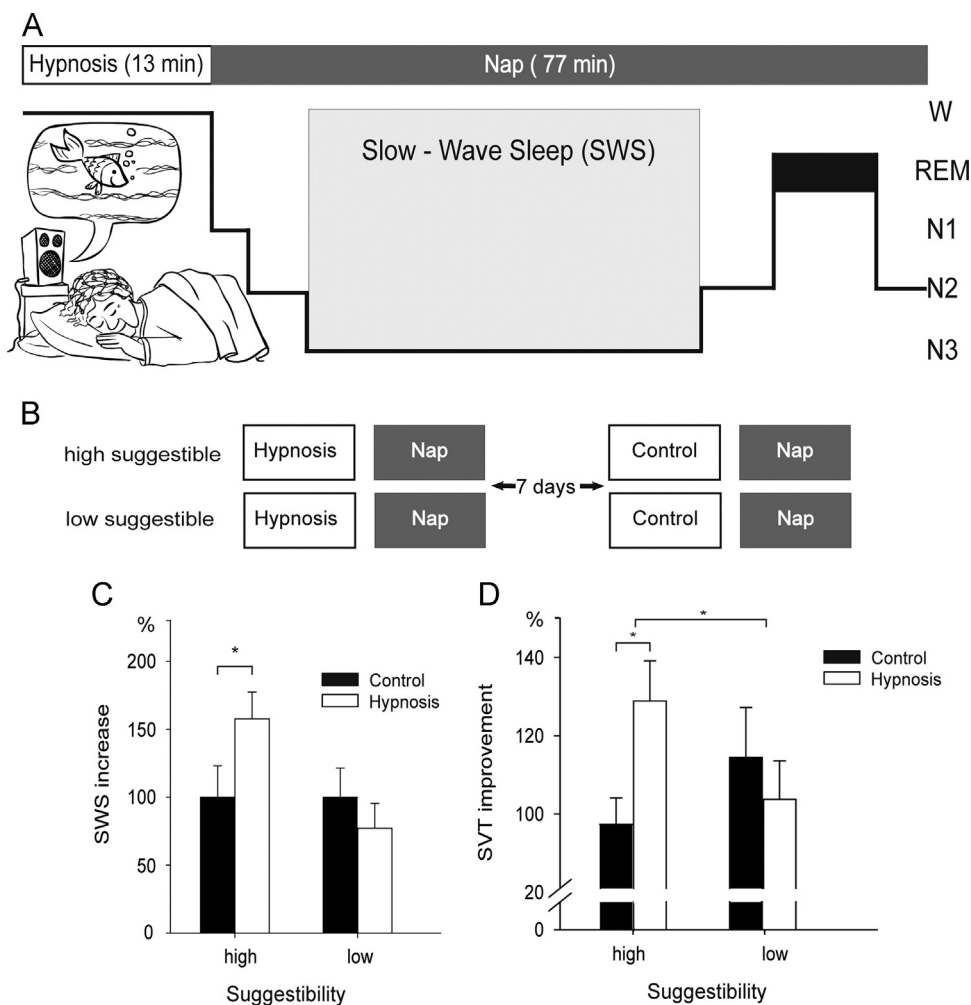 A
Hypnosis (13 min)
Nap ( 77 min)
Slow - Wave Sleep (SWS)
W
REM
N1
N2
N3
B
high suggestible
Hypnosis
Nap
Control
Nap
7 days
low suggestible
Hypnosis
Nap
Control
Nap
C
%
200
150
100
50
0
SWS increase
*
Control
Hypnosis
high
low
Suggestibility
D
%
140
120
100
20
0
SVT improvement
*
*
Control
Hypnosis
high
low
Suggestibility